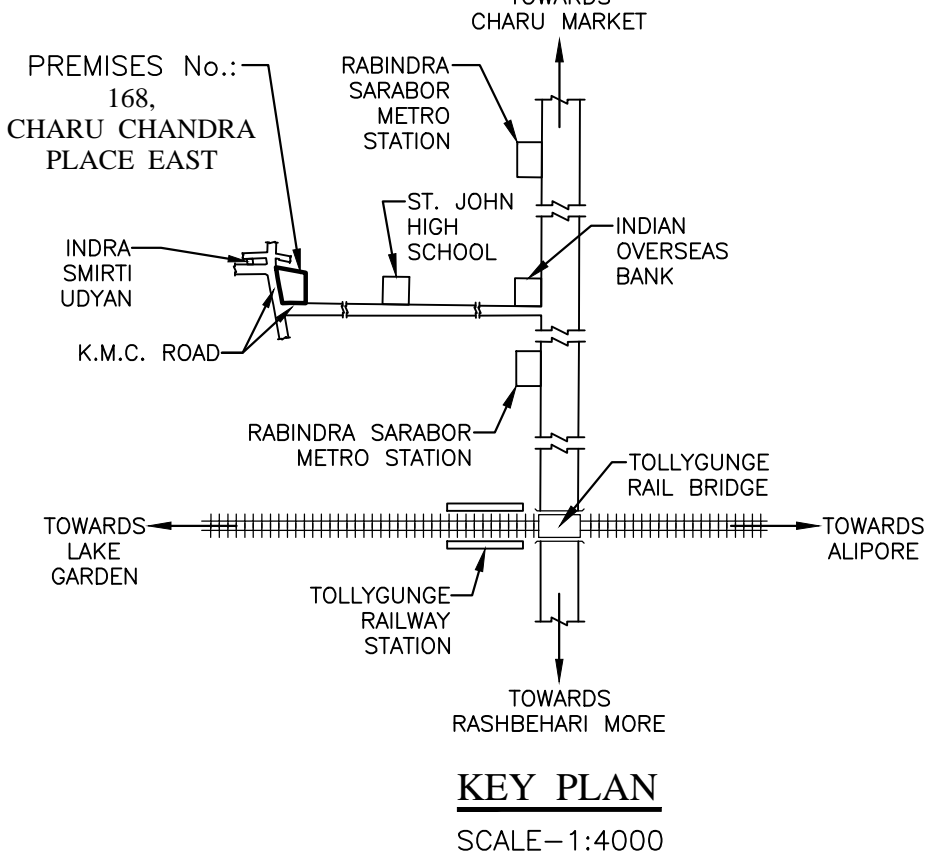 TOWARDS
CHARU MARKET
PREMISES No.:
168,
CHARU CHANDRA
PLACE EAST
RABINDRA
SARABOR
METRO
STATION
ST. JOHN
HIGH
SCHOOL
INDIAN
OVERSEAS
BANK
INDRA
SMIRTI
UDYAN
K.M.C. ROAD
RABINDRA SARABOR
METRO STATION
TOLLYGUNGE
RAIL BRIDGE
TOWARDS
LAKE
GARDEN
TOWARDS
ALIPORE
TOLLYGUNGE
RAILWAY
STATION
TOWARDS
RASHBEHARI MORE
KEY PLAN
SCALE-1:4000